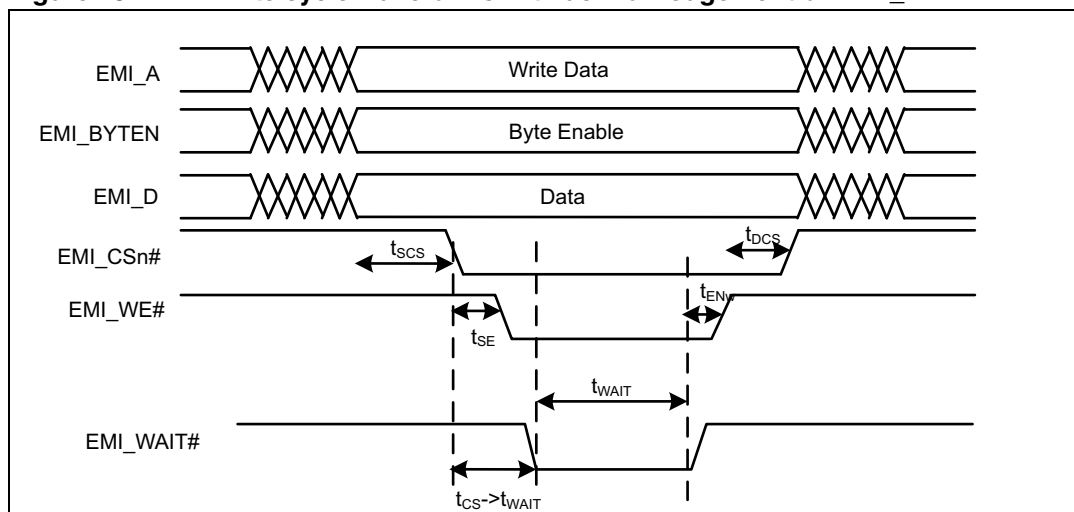 EMI_A
Write Data
EMI_BYTEN
Byte Enable
EMI_D
Data
EMI_CSn#
tSCS
tDCS
EMI_WE#
tSE
tENw
tWAIT
EMI_WAIT#
tCS->tWAIT